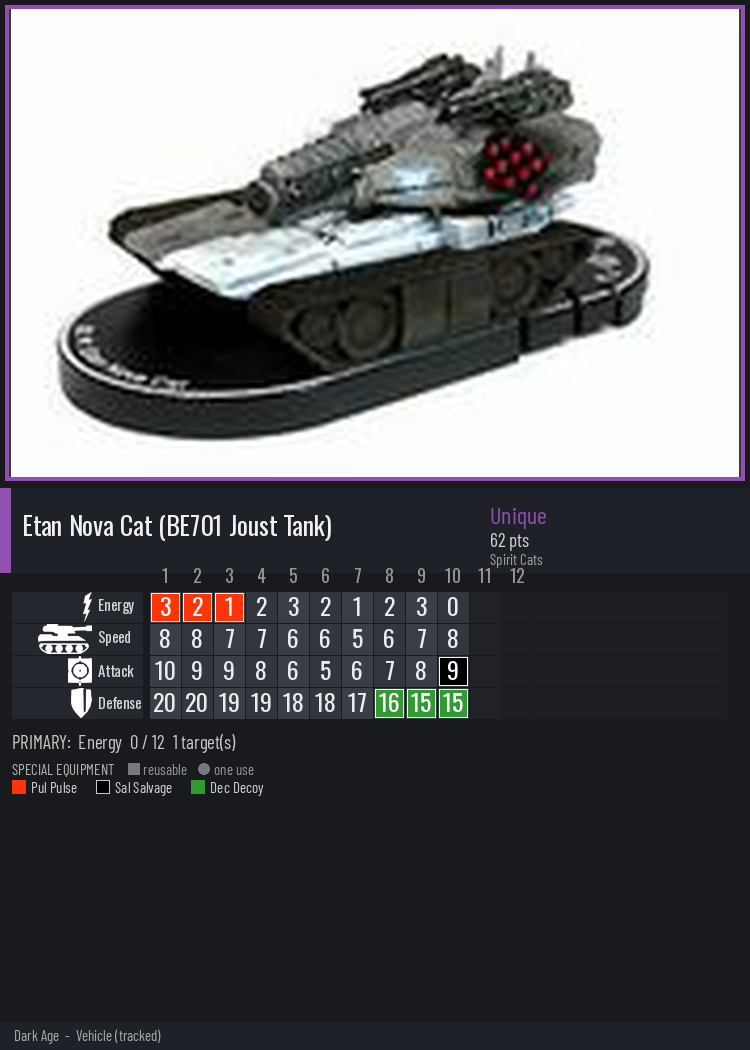 Nova Cat
Etan Nova Cat (BE701 Joust Tank)
Unique
62 pts
Spirit Cats
1 2 3 4 5 6 7 8 9 10 11 12
Energy 3 2 1 2 3 2 1 2 3 0
Speed 8 8 7 7 6 6 5 6 7 8
Attack 10 9 9 8 6 5 6 7 8 9
Defense 20 20 19 19 18 18 17 16 15 15
PRIMARY: Energy 0 / 12 1 target(s)
SPECIAL EQUIPMENT reusable one use
Pul Pulse Sal Salvage Dec Decoy
Dark Age - Vehicle (tracked)